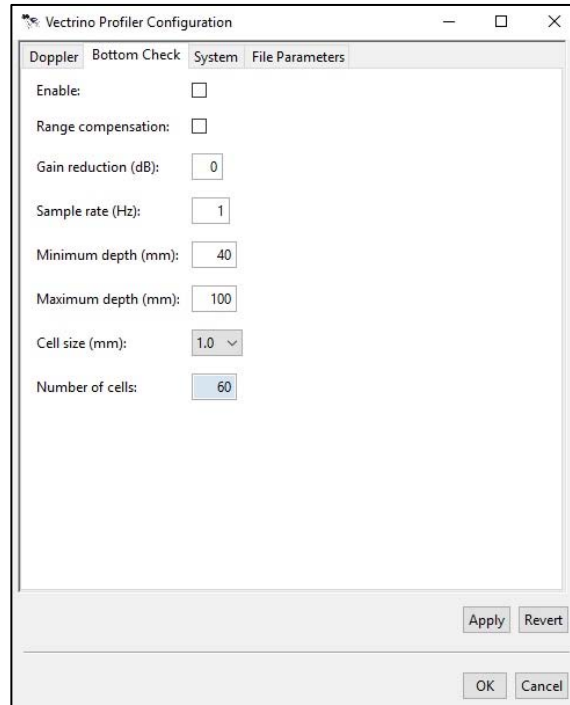 Vectrino Profiler Configuration
Doppler Bottom Check System File Parameters
Enable:
Range compensation:
Gain reduction (dB): 0
Sample rate (Hz): 1
Minimum depth (mm): 40
Maximum depth (mm): 100
Cell size (mm): 1.0
Number of cells: 60
Apply Revert
OK Cancel